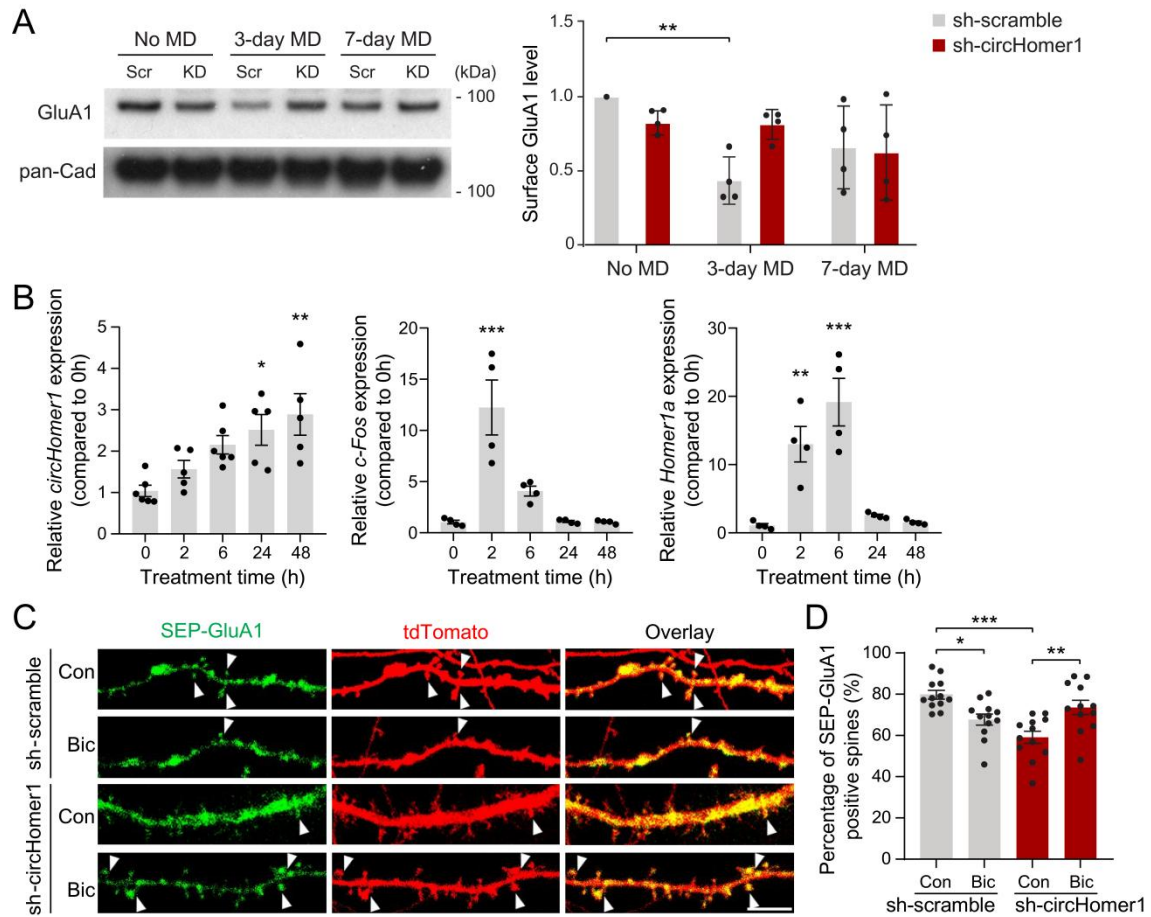 A
No MD 3-day MD 7-day MD
Scr KD Scr KD Scr KD (kDa)
GluA1 - 100
pan-Cad
- 100
Surface GluA1 level
1.5
1.0
0.5
0
**
No MD 3-day MD 7-day MD
sh-scramble
sh-circHomer1
B
Relative circHomer1 expression
(compared to 0h)
5
4
3
2
1
0
* **
0 2 6 24 48
Treatment time (h)
Relative c-Fos expression
(compared to 0h)
20
15
10
5
0
***
0 2 6 24 48
Treatment time (h)
Relative Homer1a expression
(compared to 0h)
30
20
10
0
** ***
0 2 6 24 48
Treatment time (h)
C
SEP-GluA1 tdTomato Overlay
sh-scramble
Con
Bic
sh-circHomer1
Con
Bic
D
Percentage of SEP-GluA1
positive spines (%)
100
80
60
40
20
0
***
* **
Con Bic Con Bic
sh-scramble sh-circHomer1